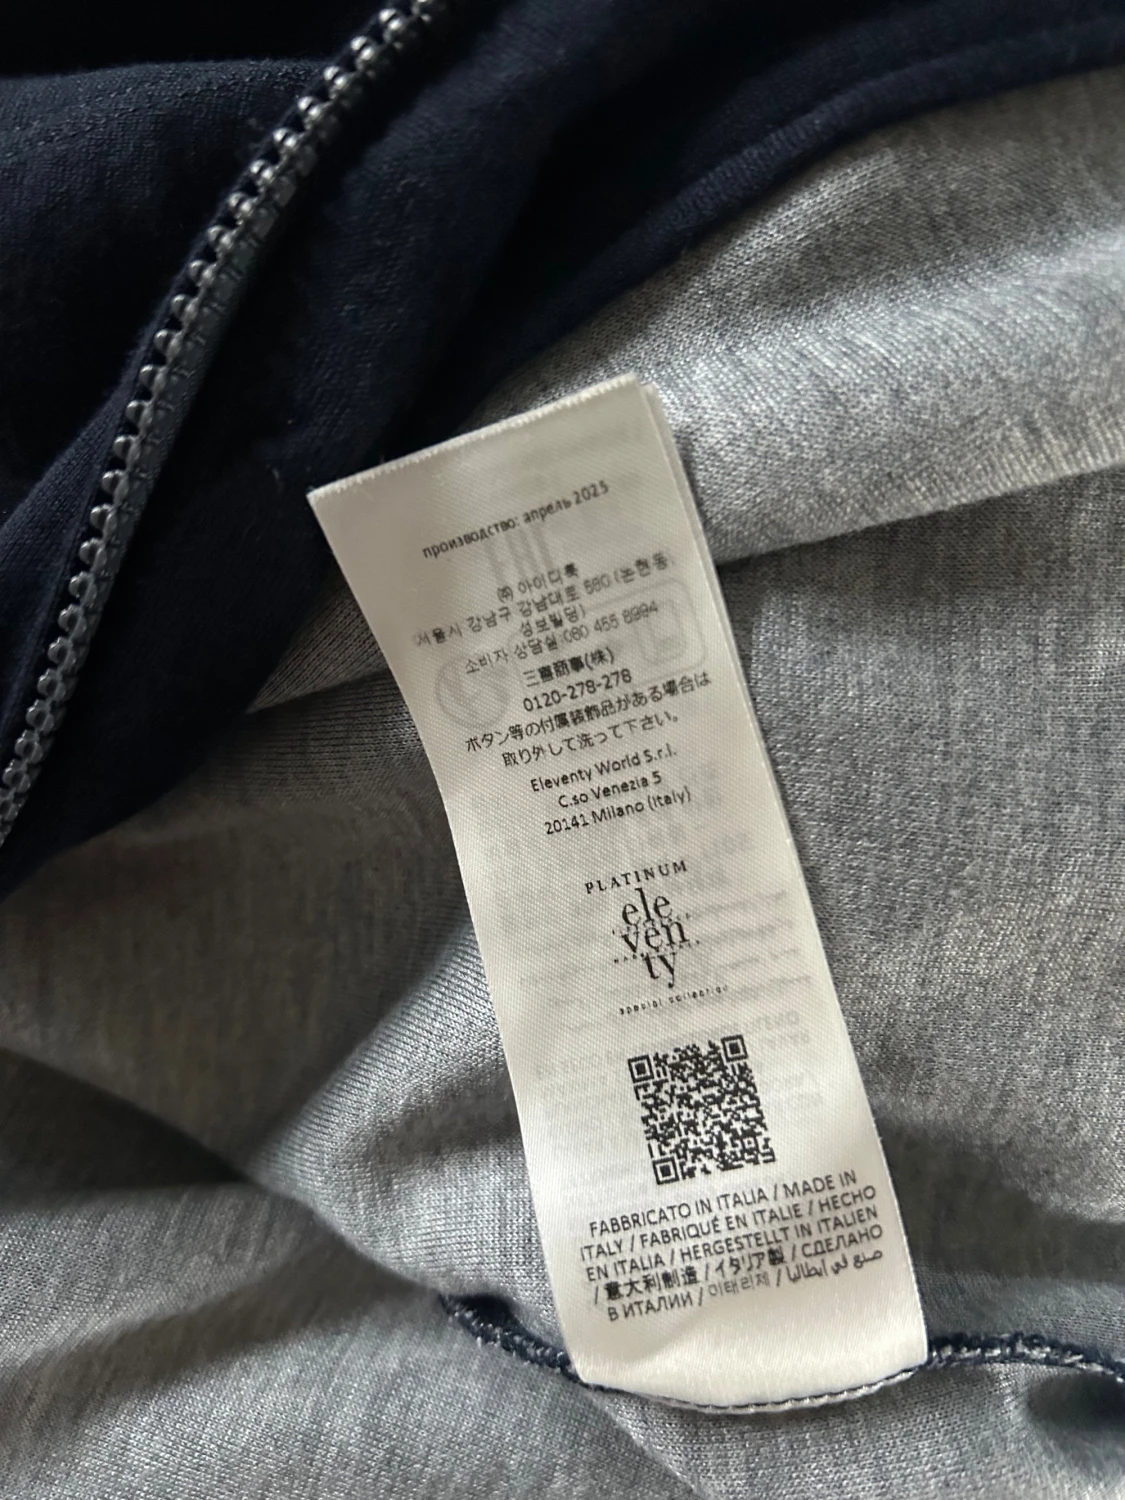 производство: апрель 2025
㈜ 아이디룩
서울시 강남구 강남대로 560 (논현동,
성보빌딩)
소비자 상담실:080 455 8994
三喜商事(株)
0120-278-278
ボタン等の付属装飾品がある場合は
取り外して洗って下さい。
Eleventy World S.r.l.
C.so Venezia 5
20141 Milano (Italy)
PLATINUM
ele
ven
ty
special collection
FABBRICATO IN ITALIA / MADE IN
ITALY / FABRIQUÉ EN ITALIE / HECHO
EN ITALIA / HERGESTELLT IN ITALIEN
/ 意大利制造 / イタリア製 / СДЕЛАНО
В ИТАЛИИ / 이태리제 / صنع في إيطاليا